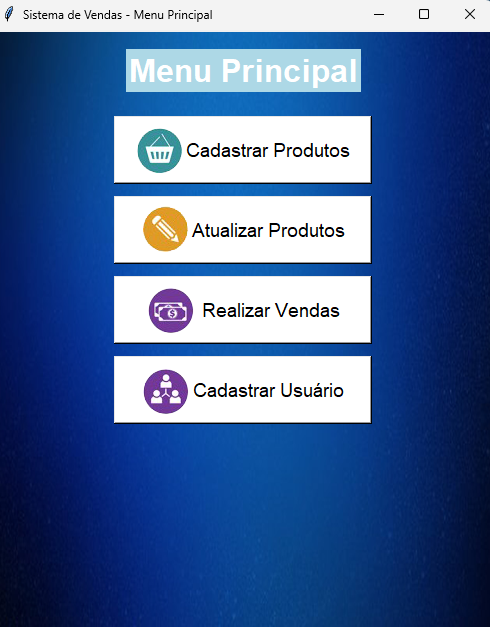 Sistema de Vendas - Menu Principal
Menu Principal
Cadastrar Produtos
Atualizar Produtos
Realizar Vendas
Cadastrar Usuário